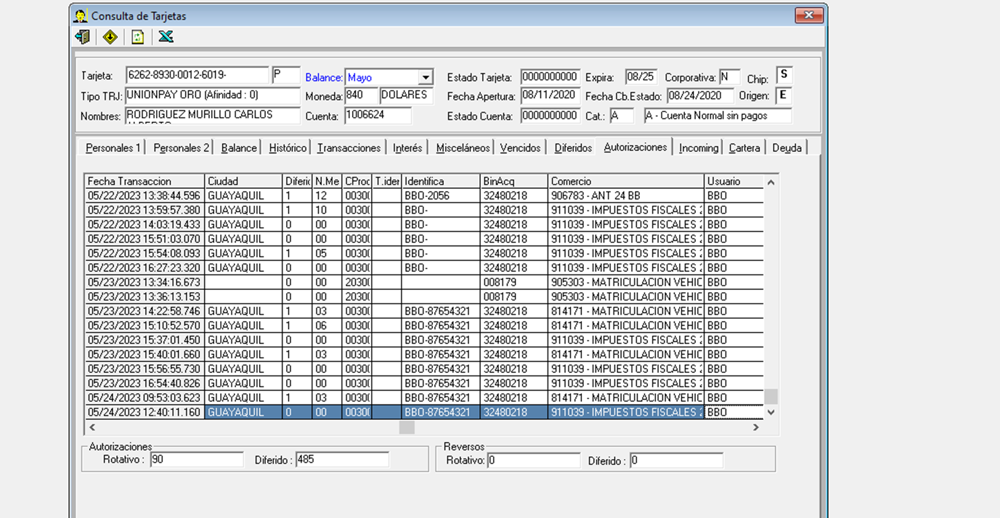 Consulta de Tarjetas
Tarjeta: 6262-8930-0012-6019- P Balance: Mayo Estado Tarjeta: 0000000000 Expira: 08/25 Corporativa: N Chip: S
Tipo TRJ: UNIONPAY ORO (Afinidad : 0) Moneda: 840 DOLARES Fecha Apertura: 08/11/2020 Fecha Cb.Estado: 08/24/2020 Origen: E
Nombres: RODRIGUEZ MURILLO CARLOS Cuenta: 1006624 Estado Cuenta: 0000000000 Cat.: A A - Cuenta Normal sin pagos
ALBERTO
Personales 1 Personales 2 Balance Histórico Transacciones Interés Misceláneos Vencidos Diferidos Autorizaciones Incoming Cartera Deuda
Fecha Transaccion Ciudad Diferic N.Me CProc T.ider Identifica BinAcq Comercio Usuario
05/22/2023 13:38:44.596 GUAYAQUIL 1 12 0030( BBO-2056 32480218 906783 - ANT 24 BB BBO
05/22/2023 13:59:57.380 GUAYAQUIL 1 10 0030( BBO- 32480218 911039 - IMPUESTOS FISCALES 2 BBO
05/22/2023 14:03:19.433 GUAYAQUIL 0 00 0030( BBO- 32480218 911039 - IMPUESTOS FISCALES 2 BBO
05/22/2023 15:51:03.070 GUAYAQUIL 0 00 0030( BBO- 32480218 911039 - IMPUESTOS FISCALES 2 BBO
05/22/2023 15:54:08.093 GUAYAQUIL 1 05 0030( BBO- 32480218 911039 - IMPUESTOS FISCALES 2 BBO
05/22/2023 16:27:23.320 GUAYAQUIL 0 00 0030( BBO- 32480218 911039 - IMPUESTOS FISCALES 2 BBO
05/23/2023 13:34:16.673 0 00 2030( 008179 905303 - MATRICULACION VEHIC BBO
05/23/2023 13:36:13.153 0 00 2030( 008179 905303 - MATRICULACION VEHIC BBO
05/23/2023 14:22:58.746 GUAYAQUIL 1 03 0030( BBO-87654321 32480218 814171 - MATRICULACION VEHIC BBO
05/23/2023 15:10:52.570 GUAYAQUIL 1 06 0030( BBO-87654321 32480218 814171 - MATRICULACION VEHIC BBO
05/23/2023 15:37:01.450 GUAYAQUIL 0 00 0030( BBO-87654321 32480218 911039 - IMPUESTOS FISCALES 2 BBO
05/23/2023 15:40:01.660 GUAYAQUIL 1 03 0030( BBO-87654321 32480218 814171 - MATRICULACION VEHIC BBO
05/23/2023 15:56:55.730 GUAYAQUIL 0 00 0030( BBO-87654321 32480218 911039 - IMPUESTOS FISCALES 2 BBO
05/23/2023 16:54:40.826 GUAYAQUIL 0 00 0030( BBO-87654321 32480218 911039 - IMPUESTOS FISCALES 2 BBO
05/24/2023 09:53:03.623 GUAYAQUIL 1 03 0030( BBO-87654321 32480218 814171 - MATRICULACION VEHIC BBO
05/24/2023 12:40:11.160 GUAYAQUIL 0 00 0030( BBO-87654321 32480218 911039 - IMPUESTOS FISCALES 2 BBO
Autorizaciones Reversos
Rotativo : 90 Diferido : 485 Rotativo: 0 Diferido : 0